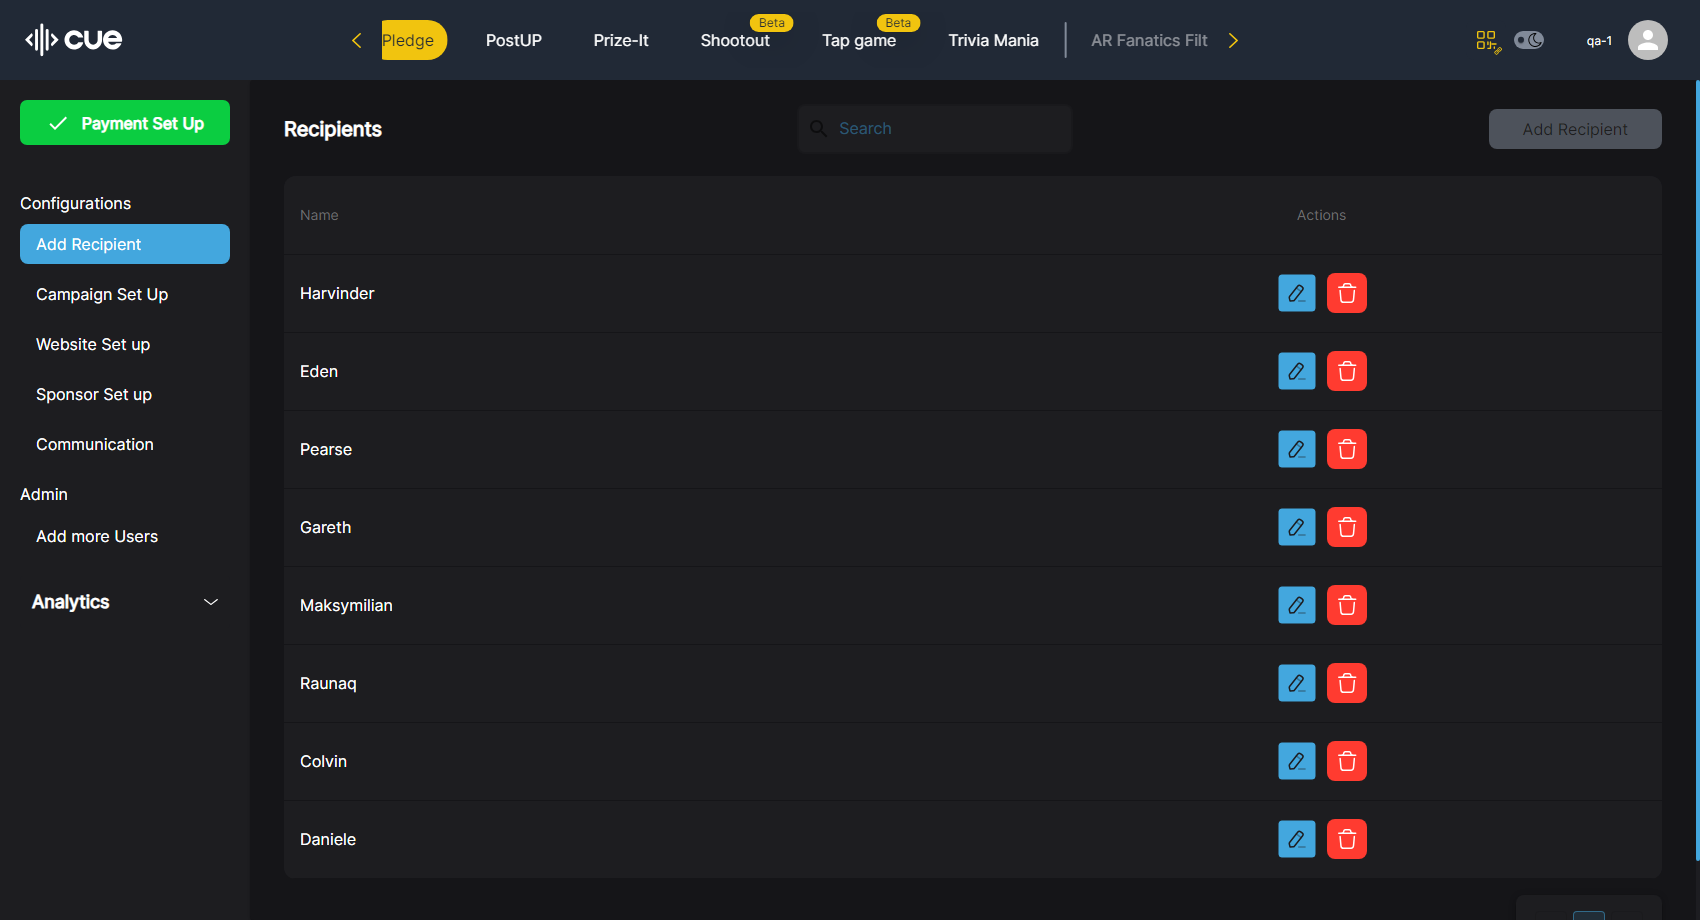 cue
Pledge
PostUP
Prize-It
Shootout
Beta
Tap game
Beta
Trivia Mania
AR Fanatics Filt
qa-1
Payment Set Up
Configurations
Add Recipient
Campaign Set Up
Website Set up
Sponsor Set up
Communication
Admin
Add more Users
Analytics
Recipients
Search
Add Recipient
Name
Actions
Harvinder
Eden
Pearse
Gareth
Maksymilian
Raunaq
Colvin
Daniele